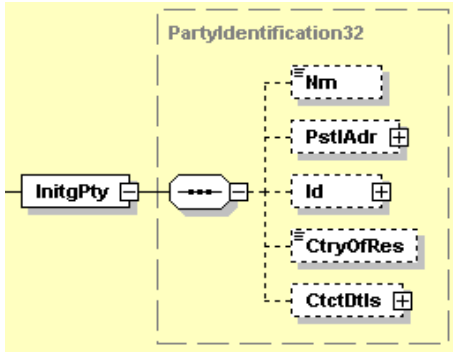 PartyIdentification32
Nm
PstlAdr
InitgPty
Id
CtryOfRes
CtctDtls